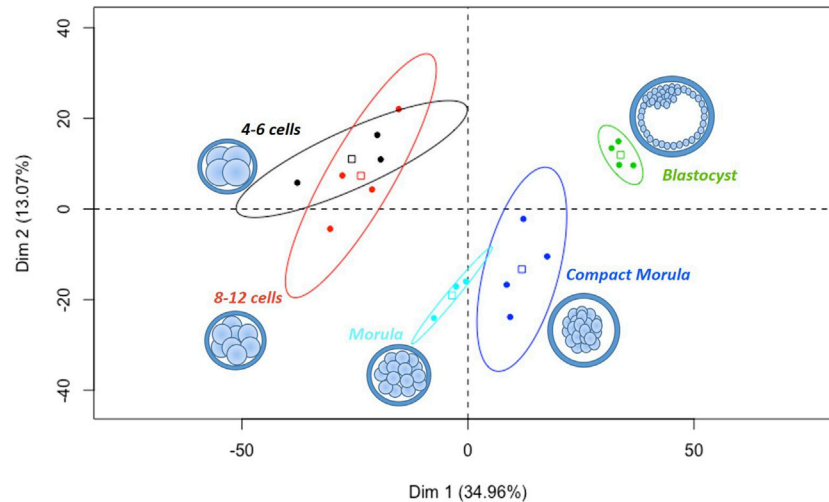 40
20
0
-20
-40
Dim 2 (13.07%)
4-6 cells
Blastocyst
8-12 cells
Morula
Compact Morula
-50
0
50
Dim 1 (34.96%)